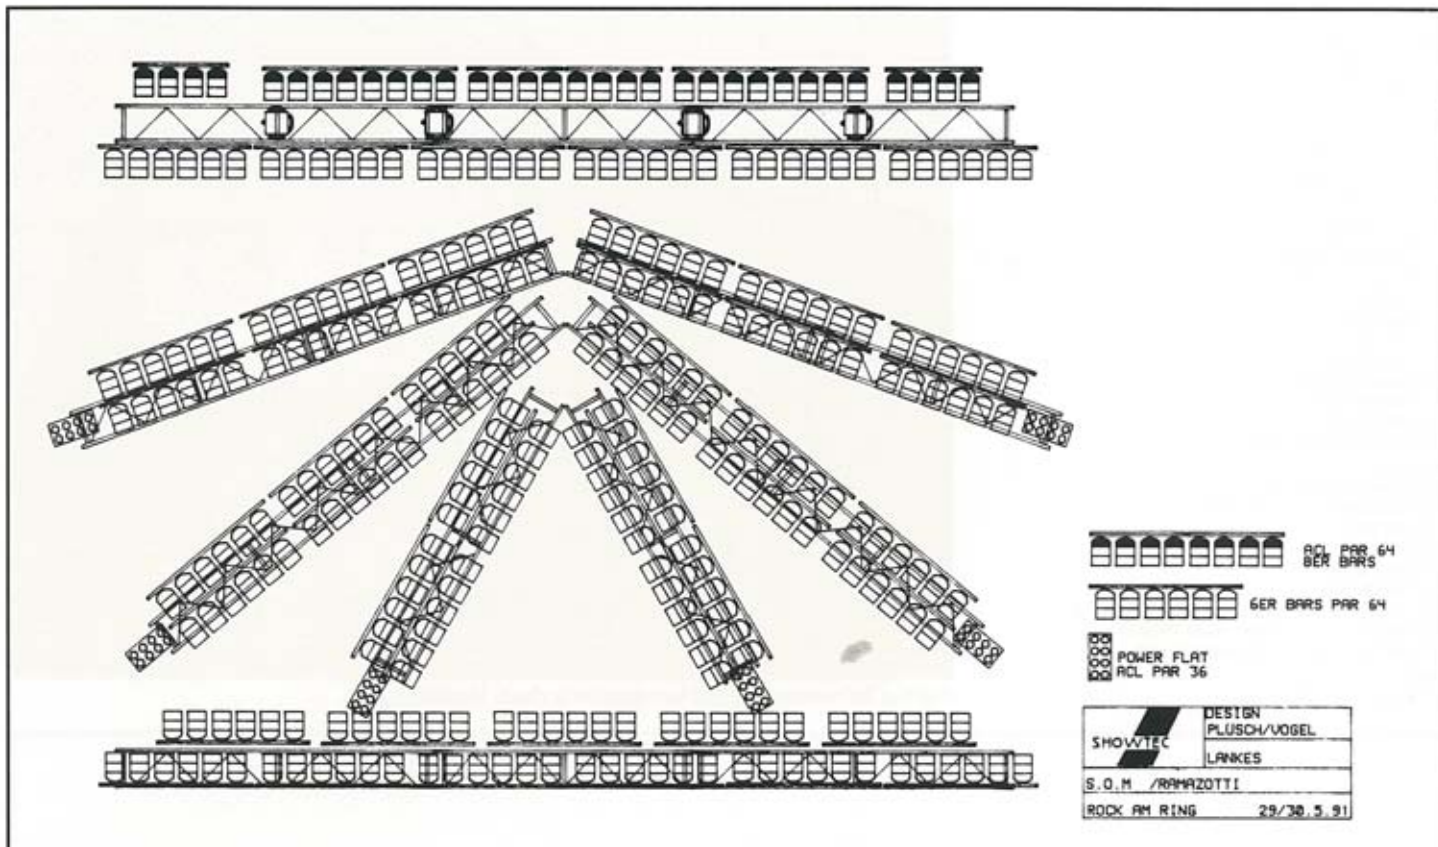 ACL PAR 64
8ER BARS
6ER BARS PAR 64
POWER FLAT
ACL PAR 36
SHOWTEC
DESIGN
PLÜSCH/VOGEL
LANKES
S.O.M /RAMAZOTTI
ROCK AM RING 29/30.5.91